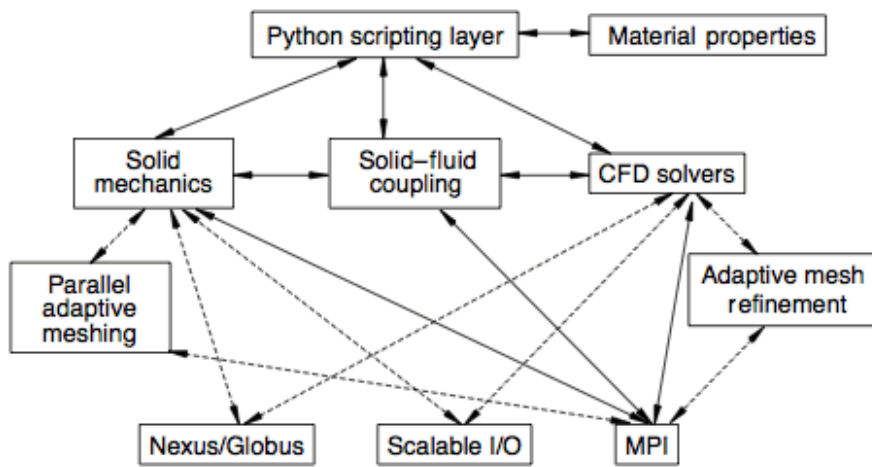 Python scripting layer
Material properties
Solid
mechanics
Solid–fluid
coupling
CFD solvers
Parallel
adaptive
meshing
Adaptive mesh
refinement
Nexus/Globus
Scalable I/O
MPI